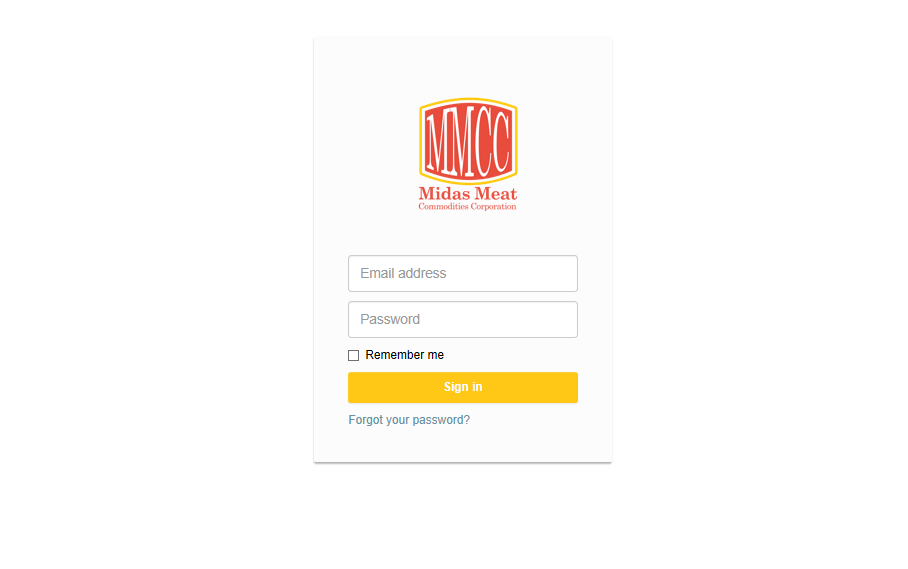 MMCC
Midas Meat
Commodities Corporation
Email address
Password
Remember me
Sign in
Forgot your password?